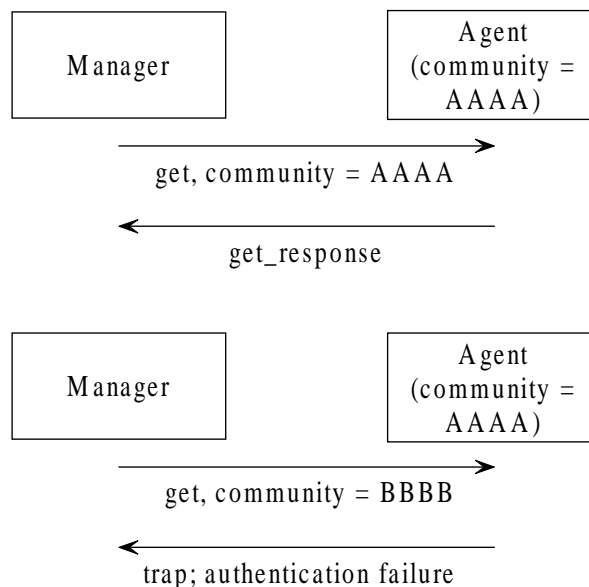 Manager
Agent
(community =
AAAA)
get, community = AAAA
get_response
Manager
Agent
(community =
AAAA)
get, community = BBBB
trap; authentication failure